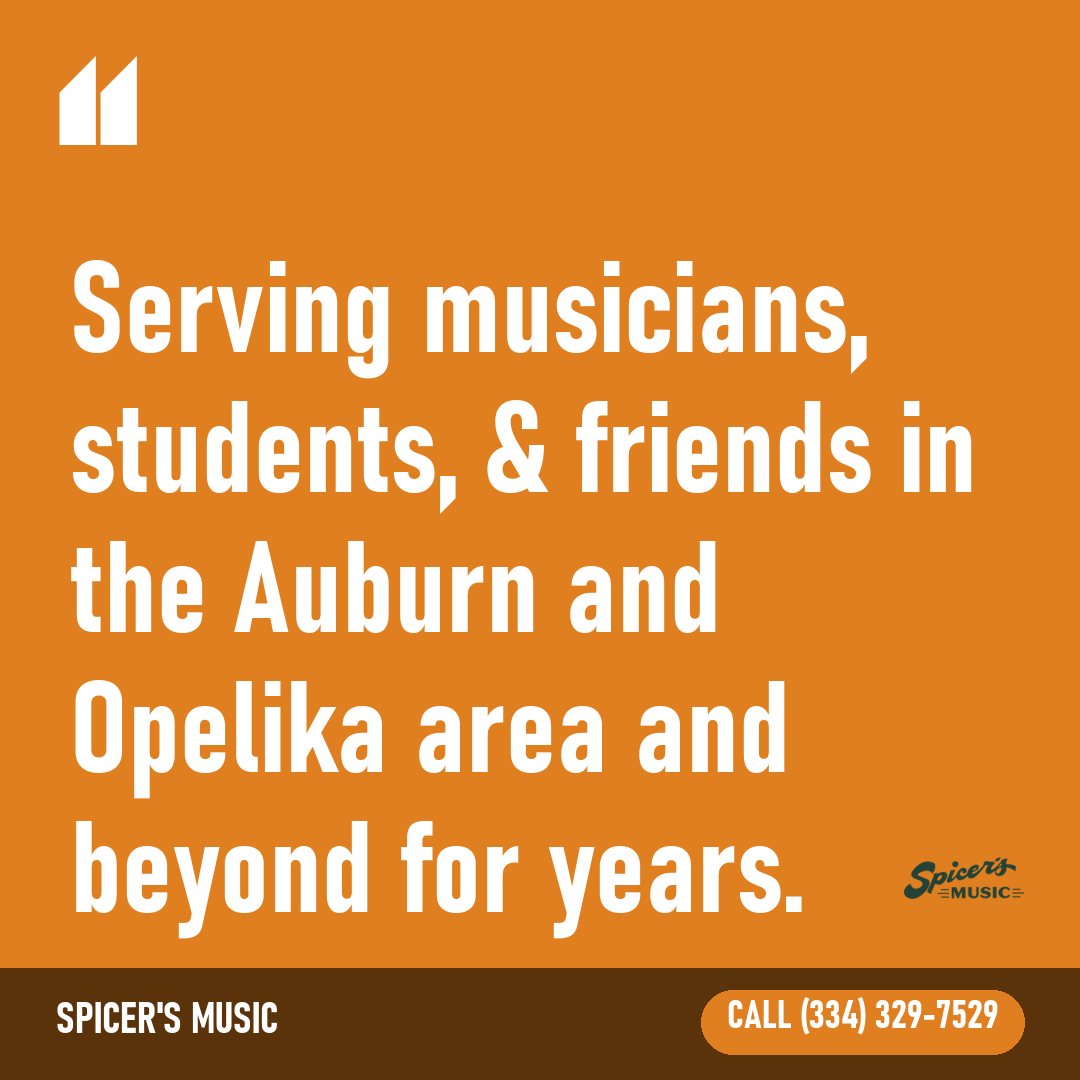 “
Serving musicians,
students, & friends in
the Auburn and
Opelika area and
beyond for years.
Spicer's
MUSIC
SPICER'S MUSIC
CALL (334) 329-7529